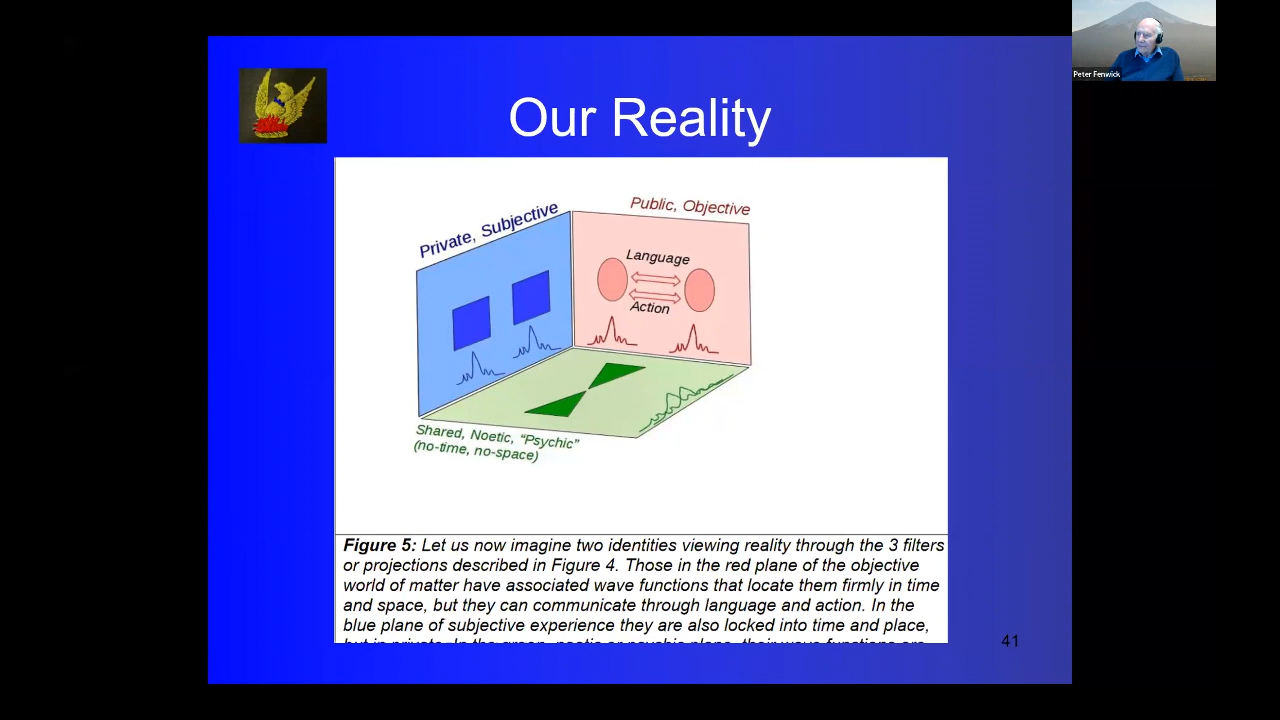 Peter Fenwick
Our Reality
Private, Subjective
Public, Objective
Language
Action
Shared, Noetic, “Psychic”
(no-time, no-space)
Figure 5: Let us now imagine two identities viewing reality through the 3 filters
or projections described in Figure 4. Those in the red plane of the objective
world of matter have associated wave functions that locate them firmly in time
and space, but they can communicate through language and action. In the
blue plane of subjective experience they are also locked into time and place,
41